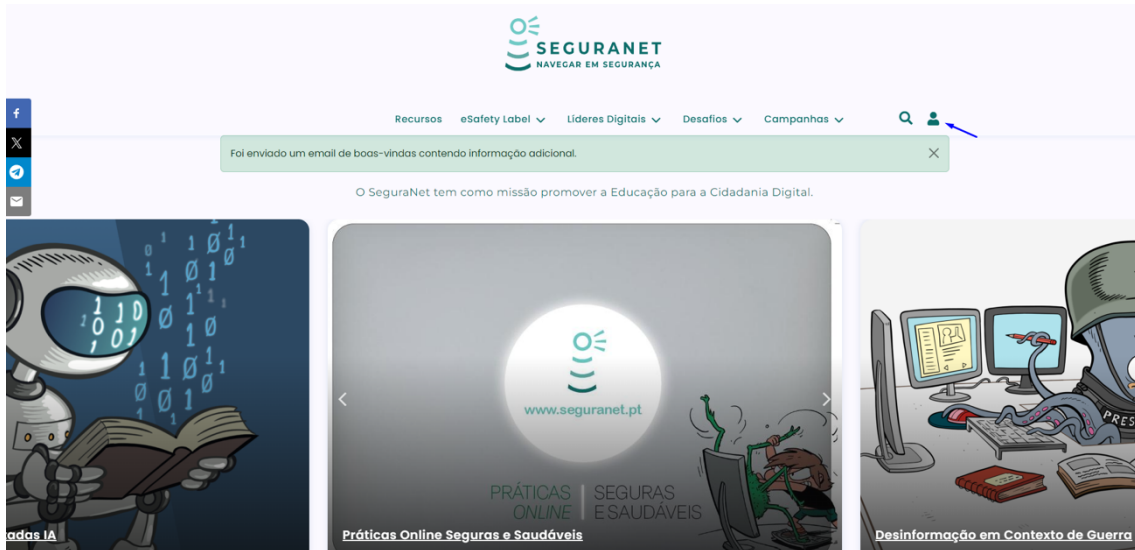 SEGURANET
NAVEGAR EM SEGURANÇA
Recursos eSafety Label Líderes Digitais Desafios Campanhas
Foi enviado um email de boas-vindas contendo informação adicional.
O SeguraNet tem como missão promover a Educação para a Cidadania Digital.
www.seguranet.pt
PRÁTICAS SEGURAS
ONLINE E SAUDÁVEIS
PRES
adas IA
Práticas Online Seguras e Saudáveis
Desinformação em Contexto de Guerra